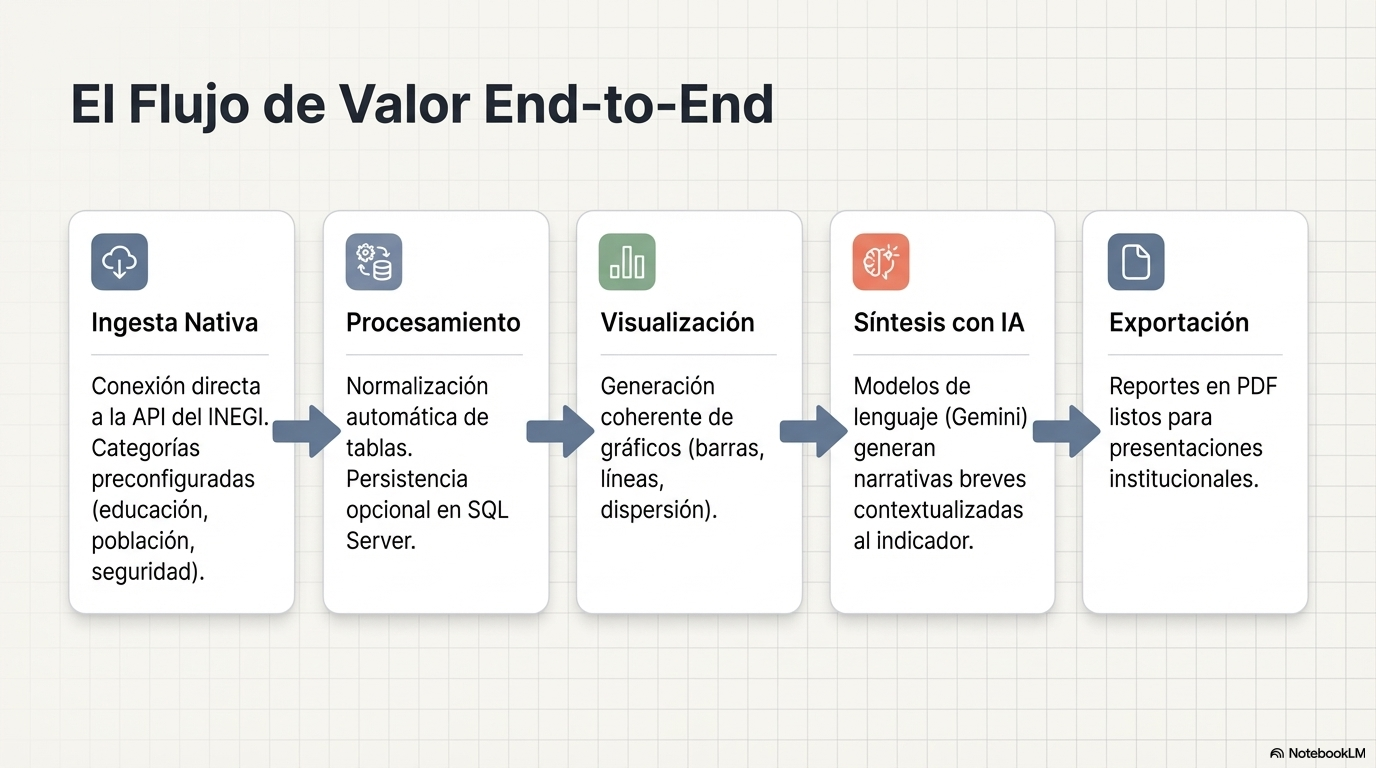 El Flujo de Valor End-to-End
Ingesta Nativa
Conexión directa
a la API del INEGI.
Categorías
preconfiguradas
(educación,
población,
seguridad).
Procesamiento
Normalización
automática de
tablas.
Persistencia
opcional en SQL
Server.
Visualización
Generación
coherente de
gráficos (barras,
líneas,
dispersión).
Síntesis con IA
Modelos de
lenguaje (Gemini)
generan
narrativas breves
contextualizadas
al indicador.
Exportación
Reportes en PDF
listos para
presentaciones
institucionales.
NotebookLM